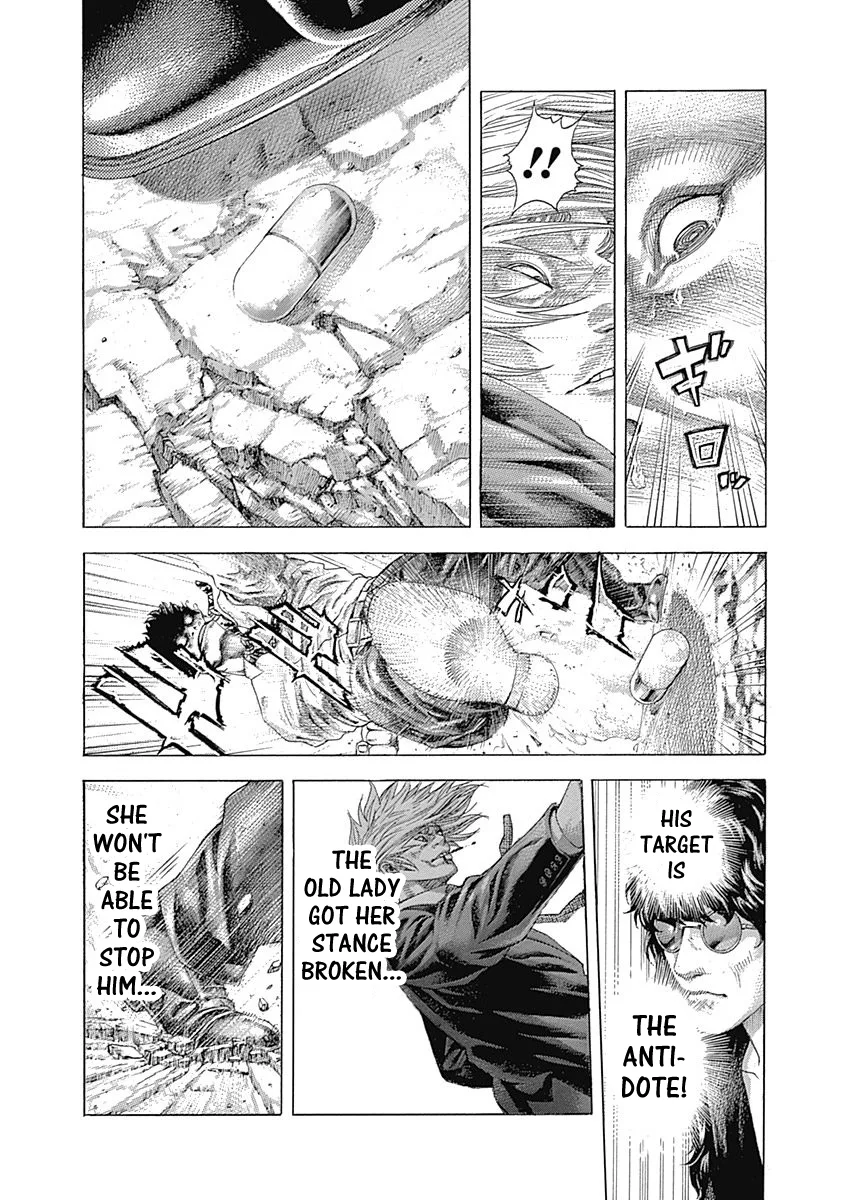 !!
ギロッ
HIS
TARGET
IS
THE
ANTI-
DOTE!
THE
OLD LADY
GOT HER
STANCE
BROKEN...
SHE
WON'T
BE
ABLE
TO
STOP
HIM...